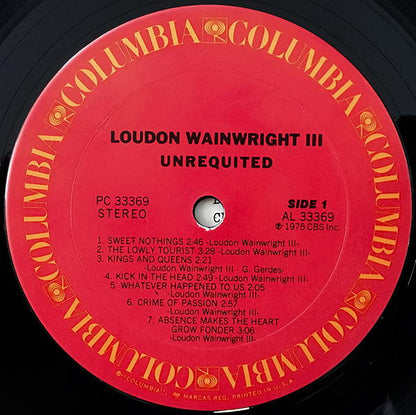 COLUMBIA COLUMBIA COLUMBIA COLUMBIA COLUMBIA COLUMBIA
LOUDON WAINWRIGHT III
UNREQUITED
PC 33369
STEREO
SIDE 1
AL 33369
℗ 1975 CBS Inc.
1. SWEET NOTHINGS 2:46 -Loudon Wainwright III-
2. THE LOWLY TOURIST 3:28 -Loudon Wainwright III-
3. KINGS AND QUEENS 2:21
-Loudon Wainwright III - G. Gerdes-
4. KICK IN THE HEAD 2:49 -Loudon Wainwright III-
5. WHATEVER HAPPENED TO US 2:05
-Loudon Wainwright III-
6. CRIME OF PASSION 2:57
-Loudon Wainwright III-
7. ABSENCE MAKES THE HEART
GROW FONDER 3:06
-Loudon Wainwright III-
"COLUMBIA", MARCAS REG. PRINTED IN U.S.A.